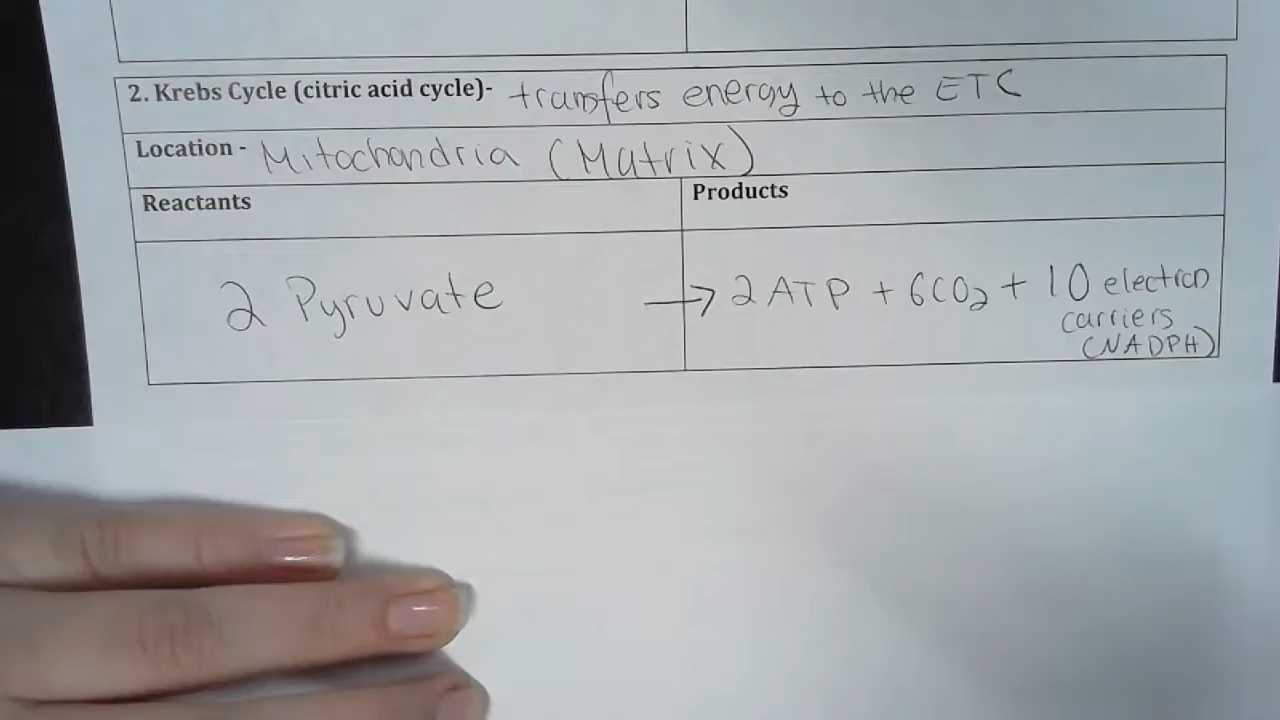 2. Krebs Cycle (citric acid cycle)- transfers energy to the ETC
Location - Mitochondria (Matrix)
Reactants
Products
2 Pyruvate
→ 2 ATP + 6CO₂ + 10 electron
carriers
(NADPH)